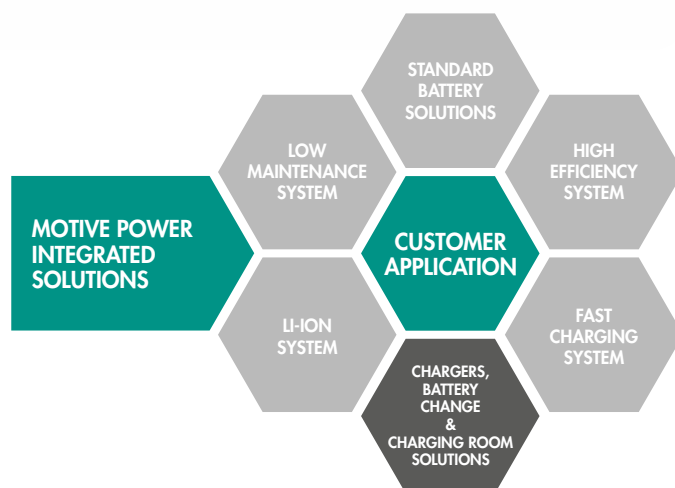 STANDARD
BATTERY
SOLUTIONS
LOW
MAINTENANCE
SYSTEM
HIGH
EFFICIENCY
SYSTEM
MOTIVE POWER
INTEGRATED
SOLUTIONS
CUSTOMER
APPLICATION
LI-ION
SYSTEM
FAST
CHARGING
SYSTEM
CHARGERS,
BATTERY
CHANGE
&
CHARGING ROOM
SOLUTIONS